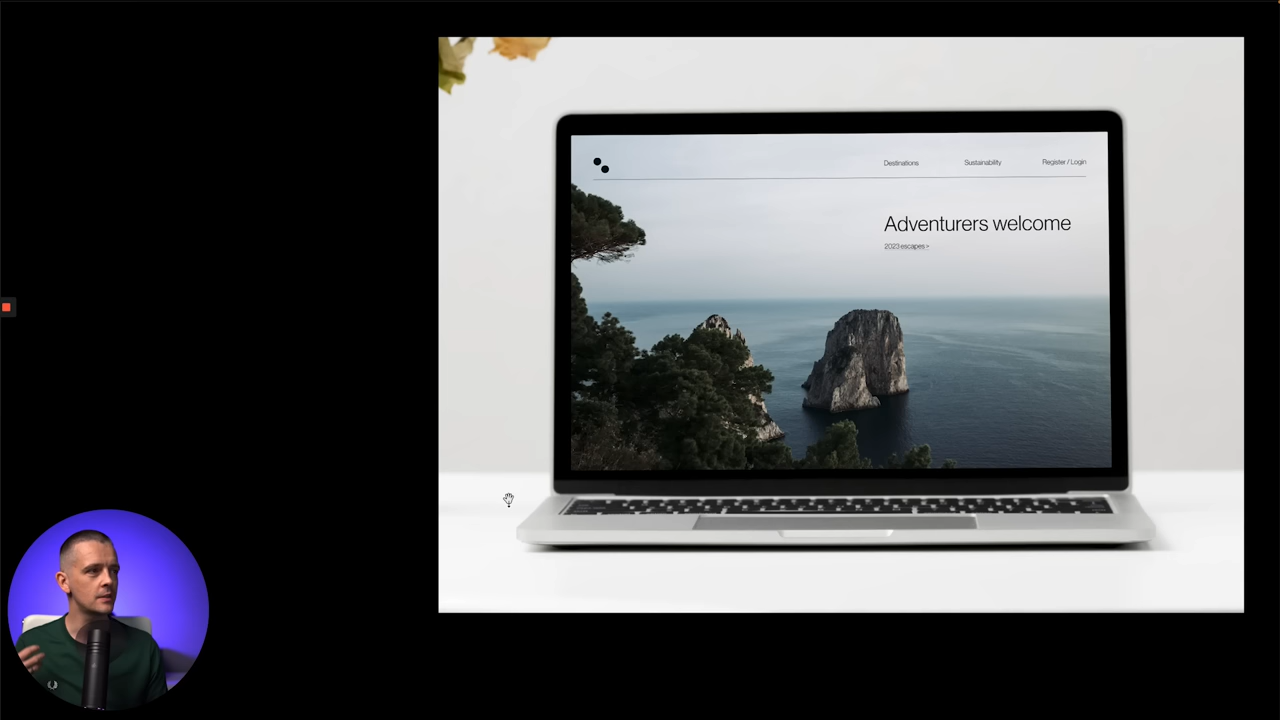 Destinations
Sustainability
Register / Login
Adventurers welcome
2023 escapes >